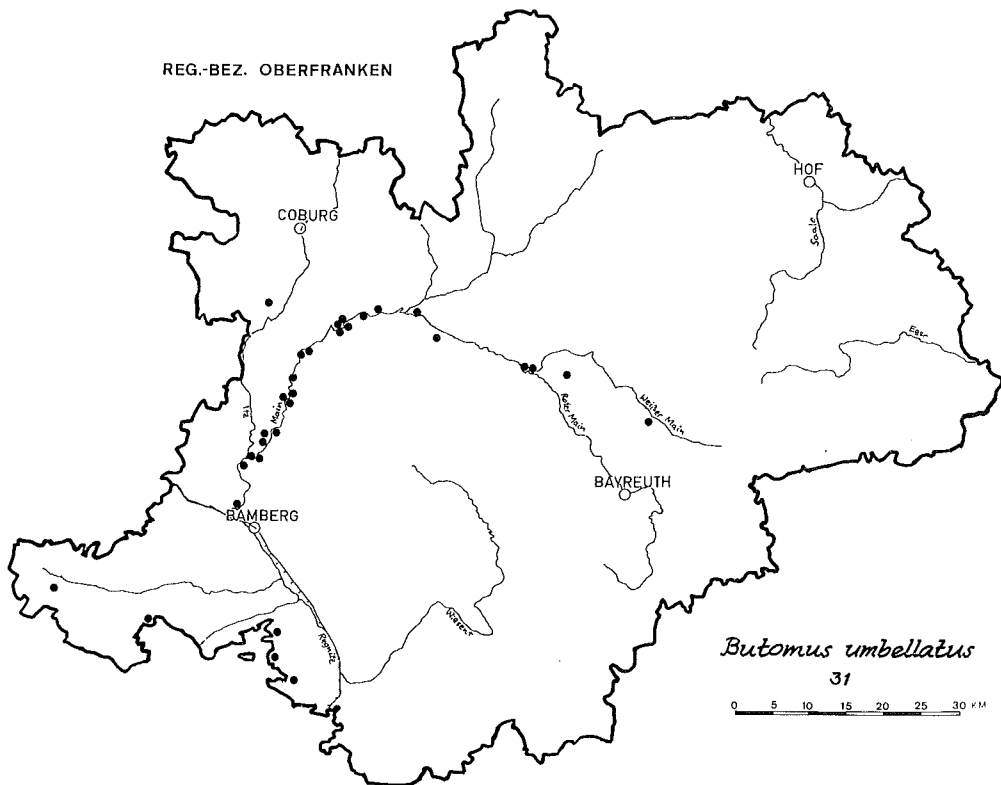 REG.-BEZ. OBERFRANKEN
HOF
COBURG
Saale
Eger
Itz
Main
Roter Main
Weißer Main
BAYREUTH
BAMBERG
Wiesent
Regnitz
Butomus umbellatus
31
0 5 10 15 20 25 30 KM